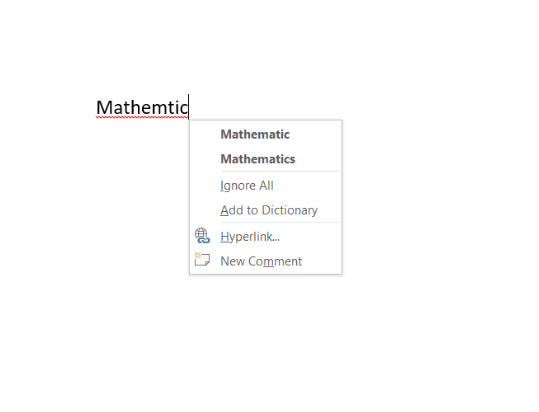 Mathemtic
Mathematic
Mathematics
Ignore All
Add to Dictionary
Hyperlink...
New Comment